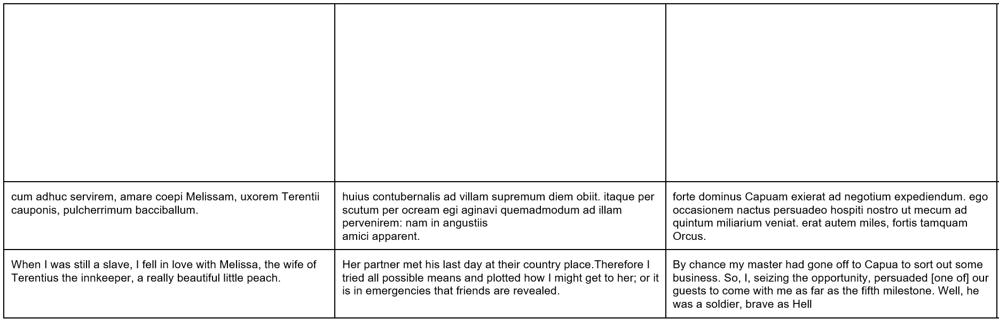 cum adhuc servirem, amare coepi Melissam, uxorem Terentii
cauponis, pulcherrimum bacciballum.
huius contubernalis ad villam supremum diem obiit. itaque per
scutum per ocream egi aginavi quemadmodum ad illam
pervenirem: nam in angustiis
amici apparent.
forte dominus Capuam exierat ad negotium expediendum. ego
occasionem nactus persuadeo hospiti nostro ut mecum ad
quintum miliarium veniat. erat autem miles, fortis tamquam
Orcus.
When I was still a slave, I fell in love with Melissa, the wife of
Terentius the innkeeper, a really beautiful little peach.
Her partner met his last day at their country place.Therefore I
tried all possible means and plotted how I might get to her; or it
is in emergencies that friends are revealed.
By chance my master had gone off to Capua to sort out some
business. So, I, seizing the opportunity, persuaded [one of] our
guests to come with me as far as the fifth milestone. Well, he
was a soldier, brave as Hell